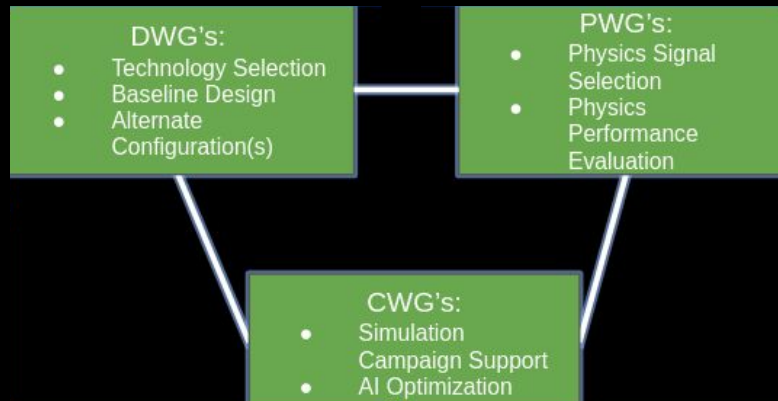 DWG's:
● Technology Selection
● Baseline Design
● Alternate
Configuration(s)
PWG's:
● Physics Signal
Selection
● Physics
Performance
Evaluation
CWG's:
● Simulation
Campaign Support
● AI Optimization